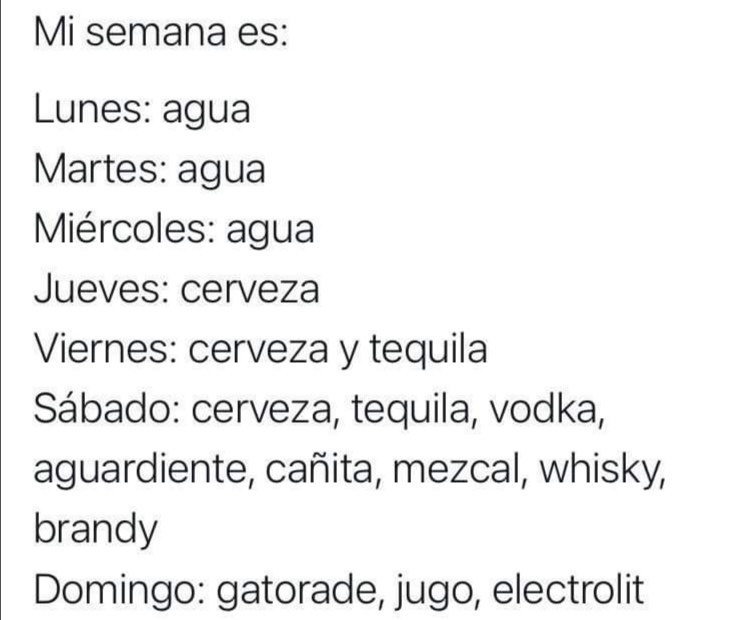 Mi semana es:
Lunes: agua
Martes: agua
Miércoles: agua
Jueves: cerveza
Viernes: cerveza y tequila
Sábado: cerveza, tequila, vodka,
aguardiente, cañita, mezcal, whisky,
brandy
Domingo: gatorade, jugo, electrolit